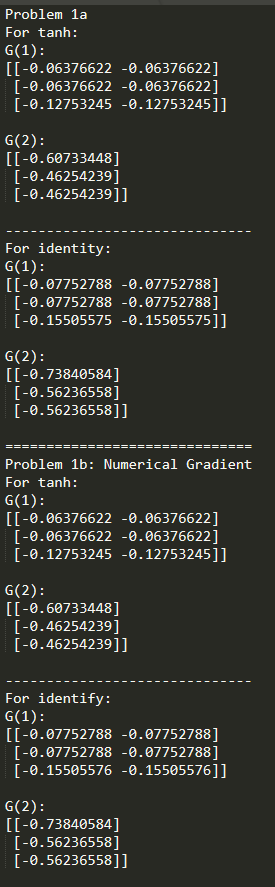 Problem 1a
For tanh:
G(1):
[[-0.06376622 -0.06376622]
 [-0.06376622 -0.06376622]
 [-0.12753245 -0.12753245]]

G(2):
[[-0.60733448]
 [-0.46254239]
 [-0.46254239]]

------------------------------
For identity:
G(1):
[[-0.07752788 -0.07752788]
 [-0.07752788 -0.07752788]
 [-0.15505575 -0.15505575]]

G(2):
[[-0.73840584]
 [-0.56236558]
 [-0.56236558]]

==============================
Problem 1b: Numerical Gradient
For tanh:
G(1):
[[-0.06376622 -0.06376622]
 [-0.06376622 -0.06376622]
 [-0.12753245 -0.12753245]]

G(2):
[[-0.60733448]
 [-0.46254239]
 [-0.46254239]]

------------------------------
For identify:
G(1):
[[-0.07752788 -0.07752788]
 [-0.07752788 -0.07752788]
 [-0.15505576 -0.15505576]]

G(2):
[[-0.73840584]
 [-0.56236558]
 [-0.56236558]]